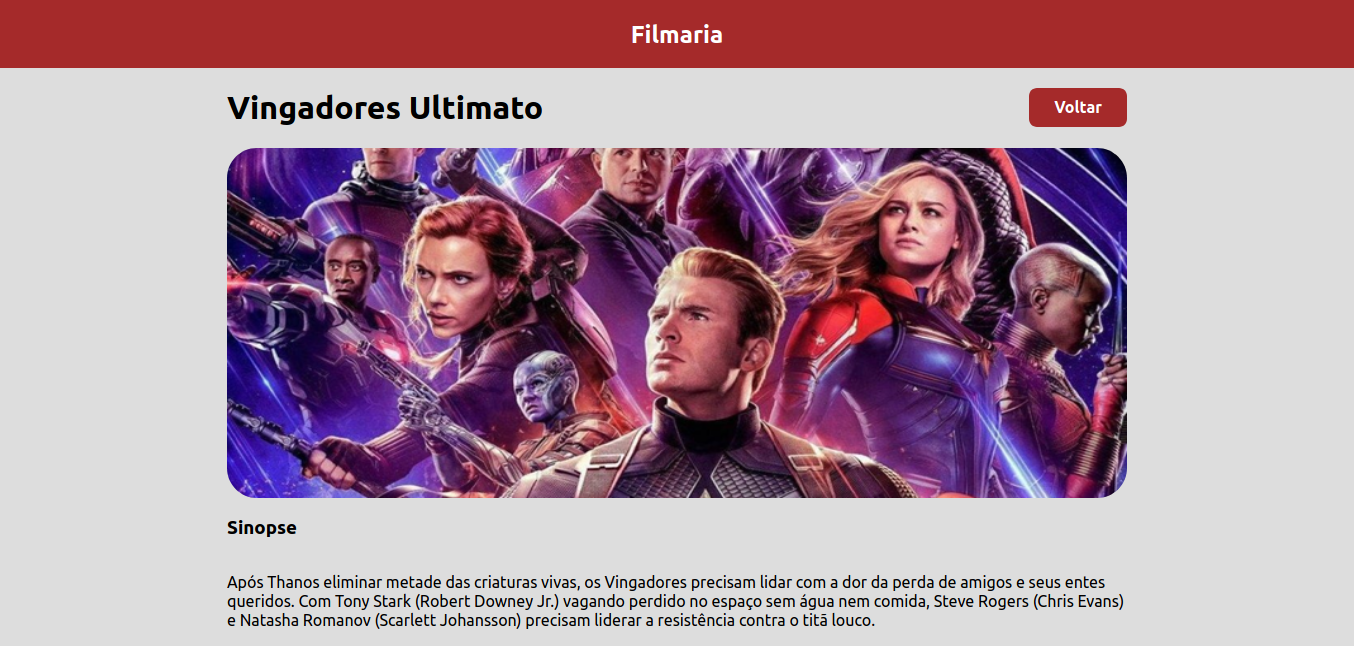 Filmaria
Vingadores Ultimato
Voltar
Sinopse
Após Thanos eliminar metade das criaturas vivas, os Vingadores precisam lidar com a dor da perda de amigos e seus entes
queridos. Com Tony Stark (Robert Downey Jr.) vagando perdido no espaço sem água nem comida, Steve Rogers (Chris Evans)
e Natasha Romanov (Scarlett Johansson) precisam liderar a resistência contra o titã louco.